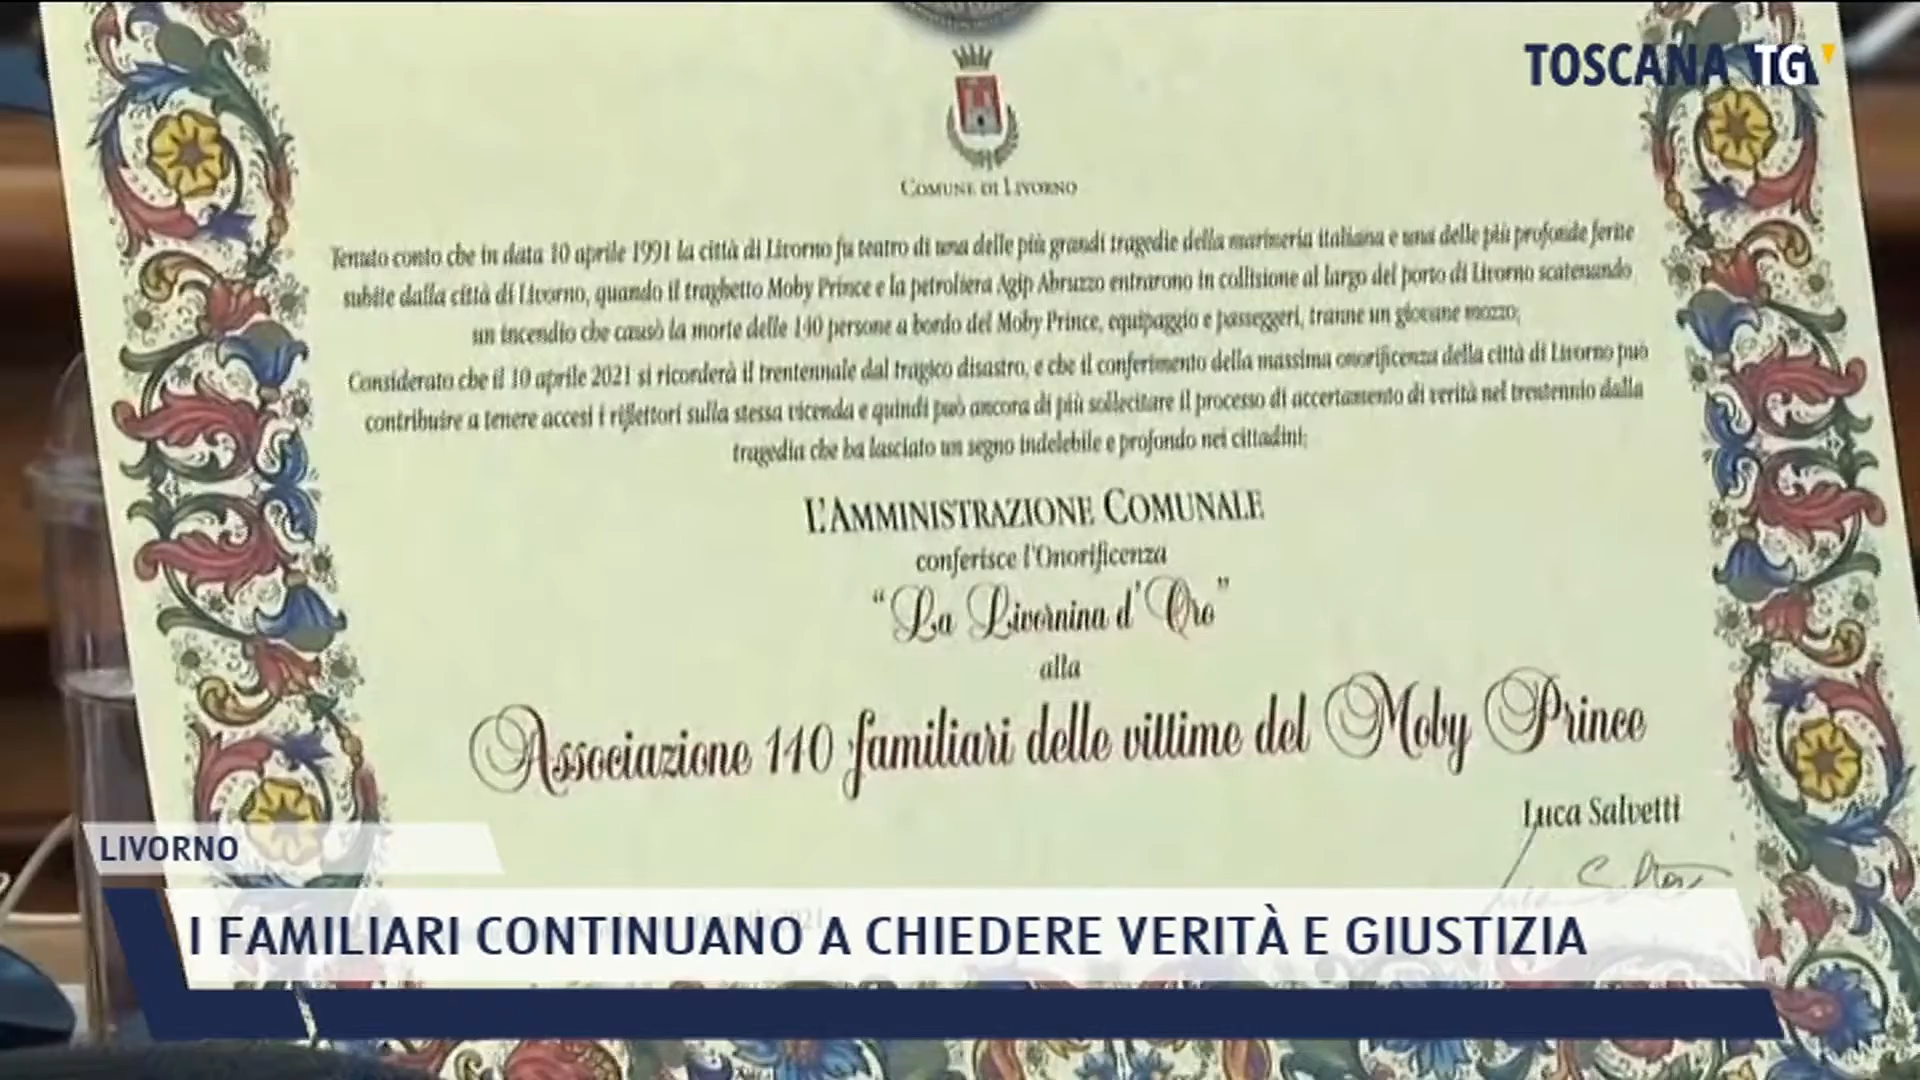 TOSCANA TG
COMUNE DI LIVORNO
Tenuto conto che in data 10 aprile 1991 la città di Livorno fu teatro di una delle più grandi tragedie della marineria italiana e una delle più profonde ferite
subite dalla città di Livorno, quando il traghetto Moby Prince e la petroliera Agip Abruzzo entrarono in collisione al largo del porto di Livorno scatenando
un incendio che causò la morte delle 140 persone a bordo del Moby Prince, equipaggio e passeggeri, tranne un giovane mozzo;
Considerato che il 10 aprile 2021 si ricorderà il trentennale dal tragico disastro, e che il conferimento della massima onorificenza della città di Livorno può
contribuire a tenere accesi i riflettori sulla stessa vicenda e quindi può ancora di più sollecitare il processo di accertamento di verità nel trentennio dalla
tragedia che ha lasciato un segno indelebile e profondo nei cittadini;
L'AMMINISTRAZIONE COMUNALE
conferisce l'Onorificenza
"La Livornina d'Oro"
alla
Associazione 140 familiari delle vittime del Moby Prince
Luca Salvetti
LIVORNO
I FAMILIARI CONTINUANO A CHIEDERE VERITÀ E GIUSTIZIA